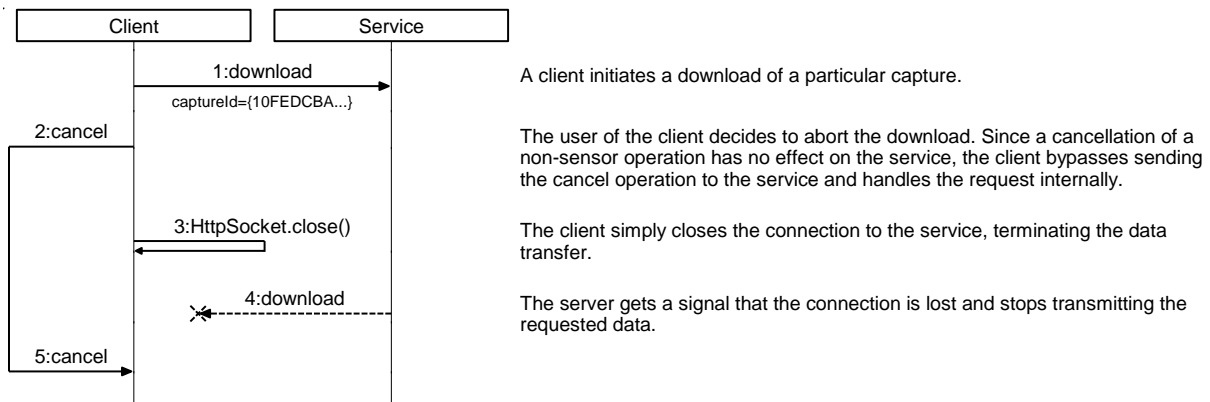 Client
Service
1:download
captureId={10FEDCBA...}
A client initiates a download of a particular capture.
2:cancel
The user of the client decides to abort the download. Since a cancellation of a
non-sensor operation has no effect on the service, the client bypasses sending
the cancel operation to the service and handles the request internally.
3:HttpSocket.close()
The client simply closes the connection to the service, terminating the data
transfer.
4:download
The server gets a signal that the connection is lost and stops transmitting the
requested data.
5:cancel